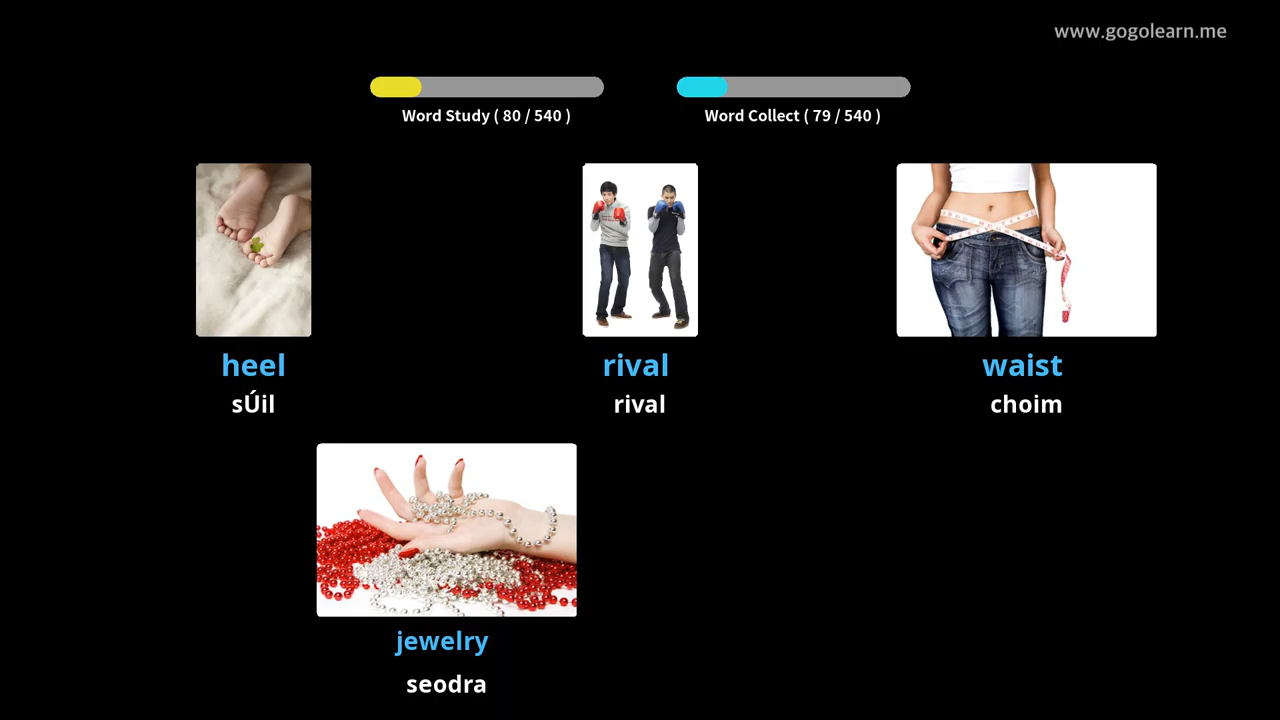 www.gogolearn.me
Word Study ( 80 / 540 )
Word Collect ( 79 / 540 )
heel
sÚil
rival
rival
waist
choim
jewelry
seodra